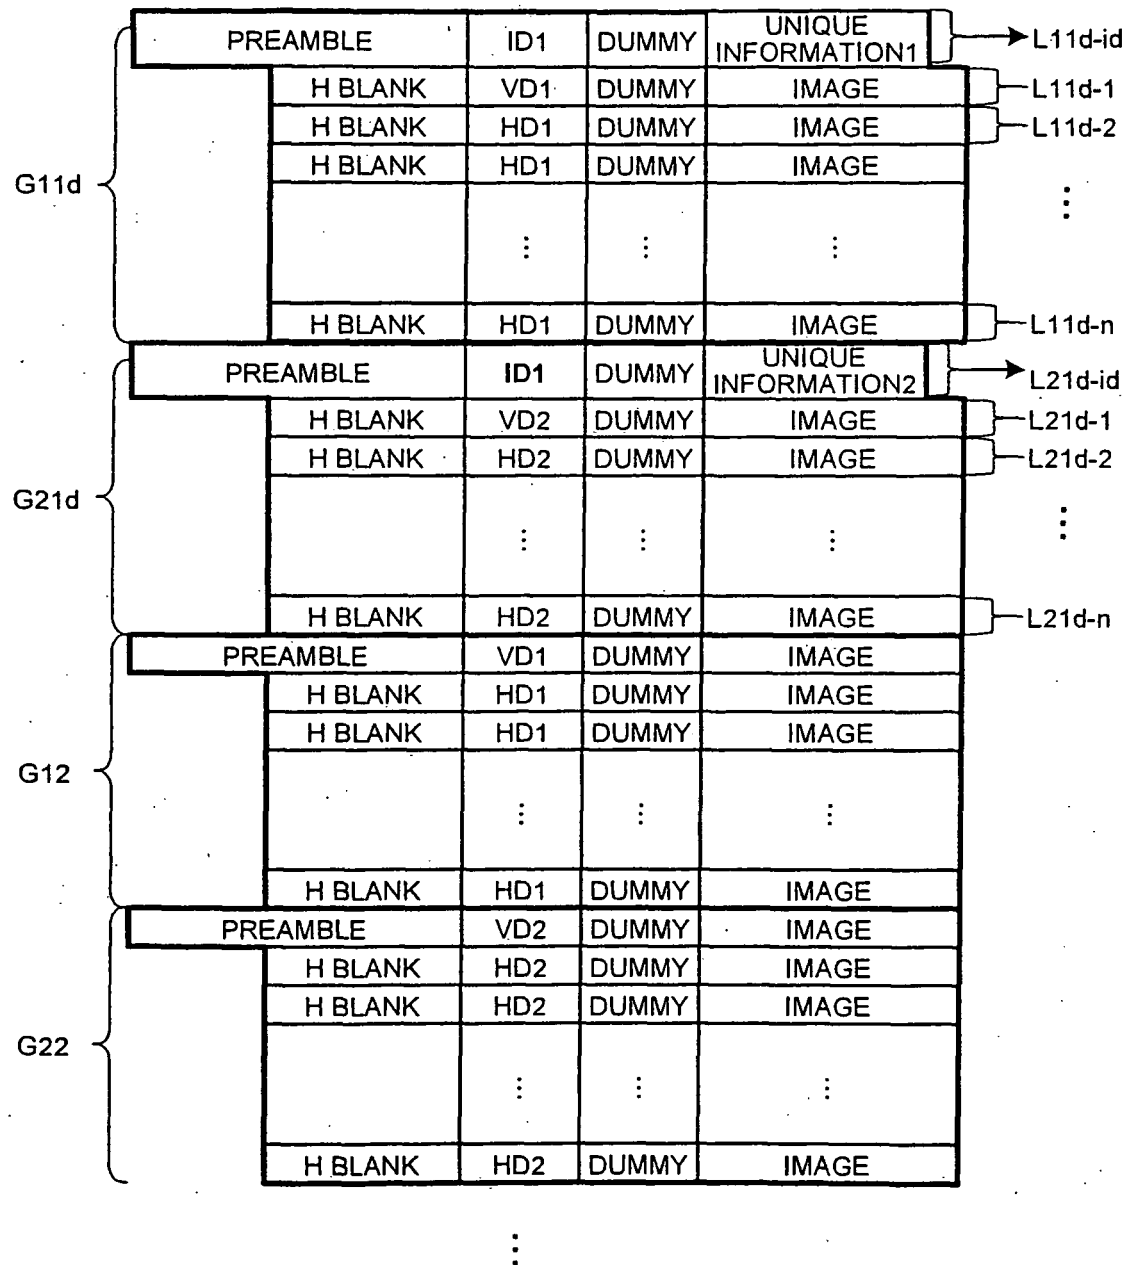 PREAMBLE ID1 DUMMY UNIQUE INFORMATION1 L11d-id
H BLANK VD1 DUMMY IMAGE L11d-1
H BLANK HD1 DUMMY IMAGE L11d-2
H BLANK HD1 DUMMY IMAGE
G11d
⋮ ⋮ ⋮ ⋮
H BLANK HD1 DUMMY IMAGE L11d-n
PREAMBLE ID1 DUMMY UNIQUE INFORMATION2 L21d-id
H BLANK VD2 DUMMY IMAGE L21d-1
H BLANK HD2 DUMMY IMAGE L21d-2
G21d
⋮ ⋮ ⋮ ⋮
H BLANK HD2 DUMMY IMAGE L21d-n
PREAMBLE VD1 DUMMY IMAGE
H BLANK HD1 DUMMY IMAGE
H BLANK HD1 DUMMY IMAGE
G12
⋮ ⋮ ⋮
H BLANK HD1 DUMMY IMAGE
PREAMBLE VD2 DUMMY IMAGE
H BLANK HD2 DUMMY IMAGE
H BLANK HD2 DUMMY IMAGE
G22
⋮ ⋮ ⋮
H BLANK HD2 DUMMY IMAGE
⋮